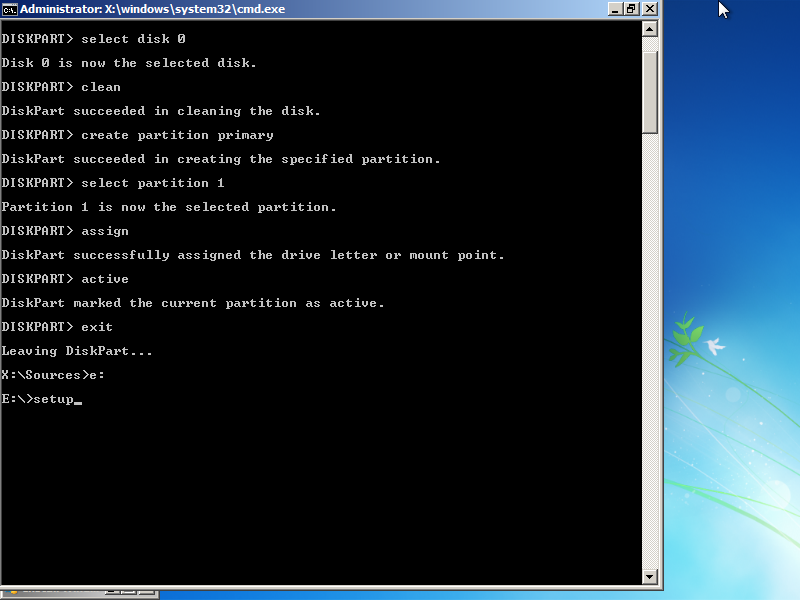 Administrator: X:\windows\system32\cmd.exe
DISKPART> select disk 0
Disk 0 is now the selected disk.
DISKPART> clean
DiskPart succeeded in cleaning the disk.
DISKPART> create partition primary
DiskPart succeeded in creating the specified partition.
DISKPART> select partition 1
Partition 1 is now the selected partition.
DISKPART> assign
DiskPart successfully assigned the drive letter or mount point.
DISKPART> active
DiskPart marked the current partition as active.
DISKPART> exit
Leaving DiskPart...
X:\Sources>e:
E:\>setup_